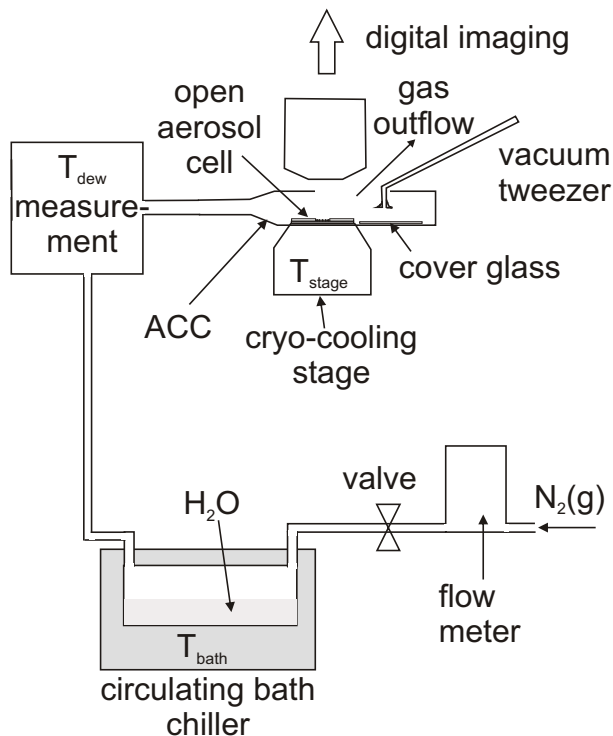 digital imaging
open
aerosol
cell
gas
outflow
vacuum
tweezer
T_dew
measure-
ment
T_stage
cover glass
ACC
cryo-cooling
stage
valve
N₂(g)
H₂O
flow
meter
T_bath
circulating bath
chiller